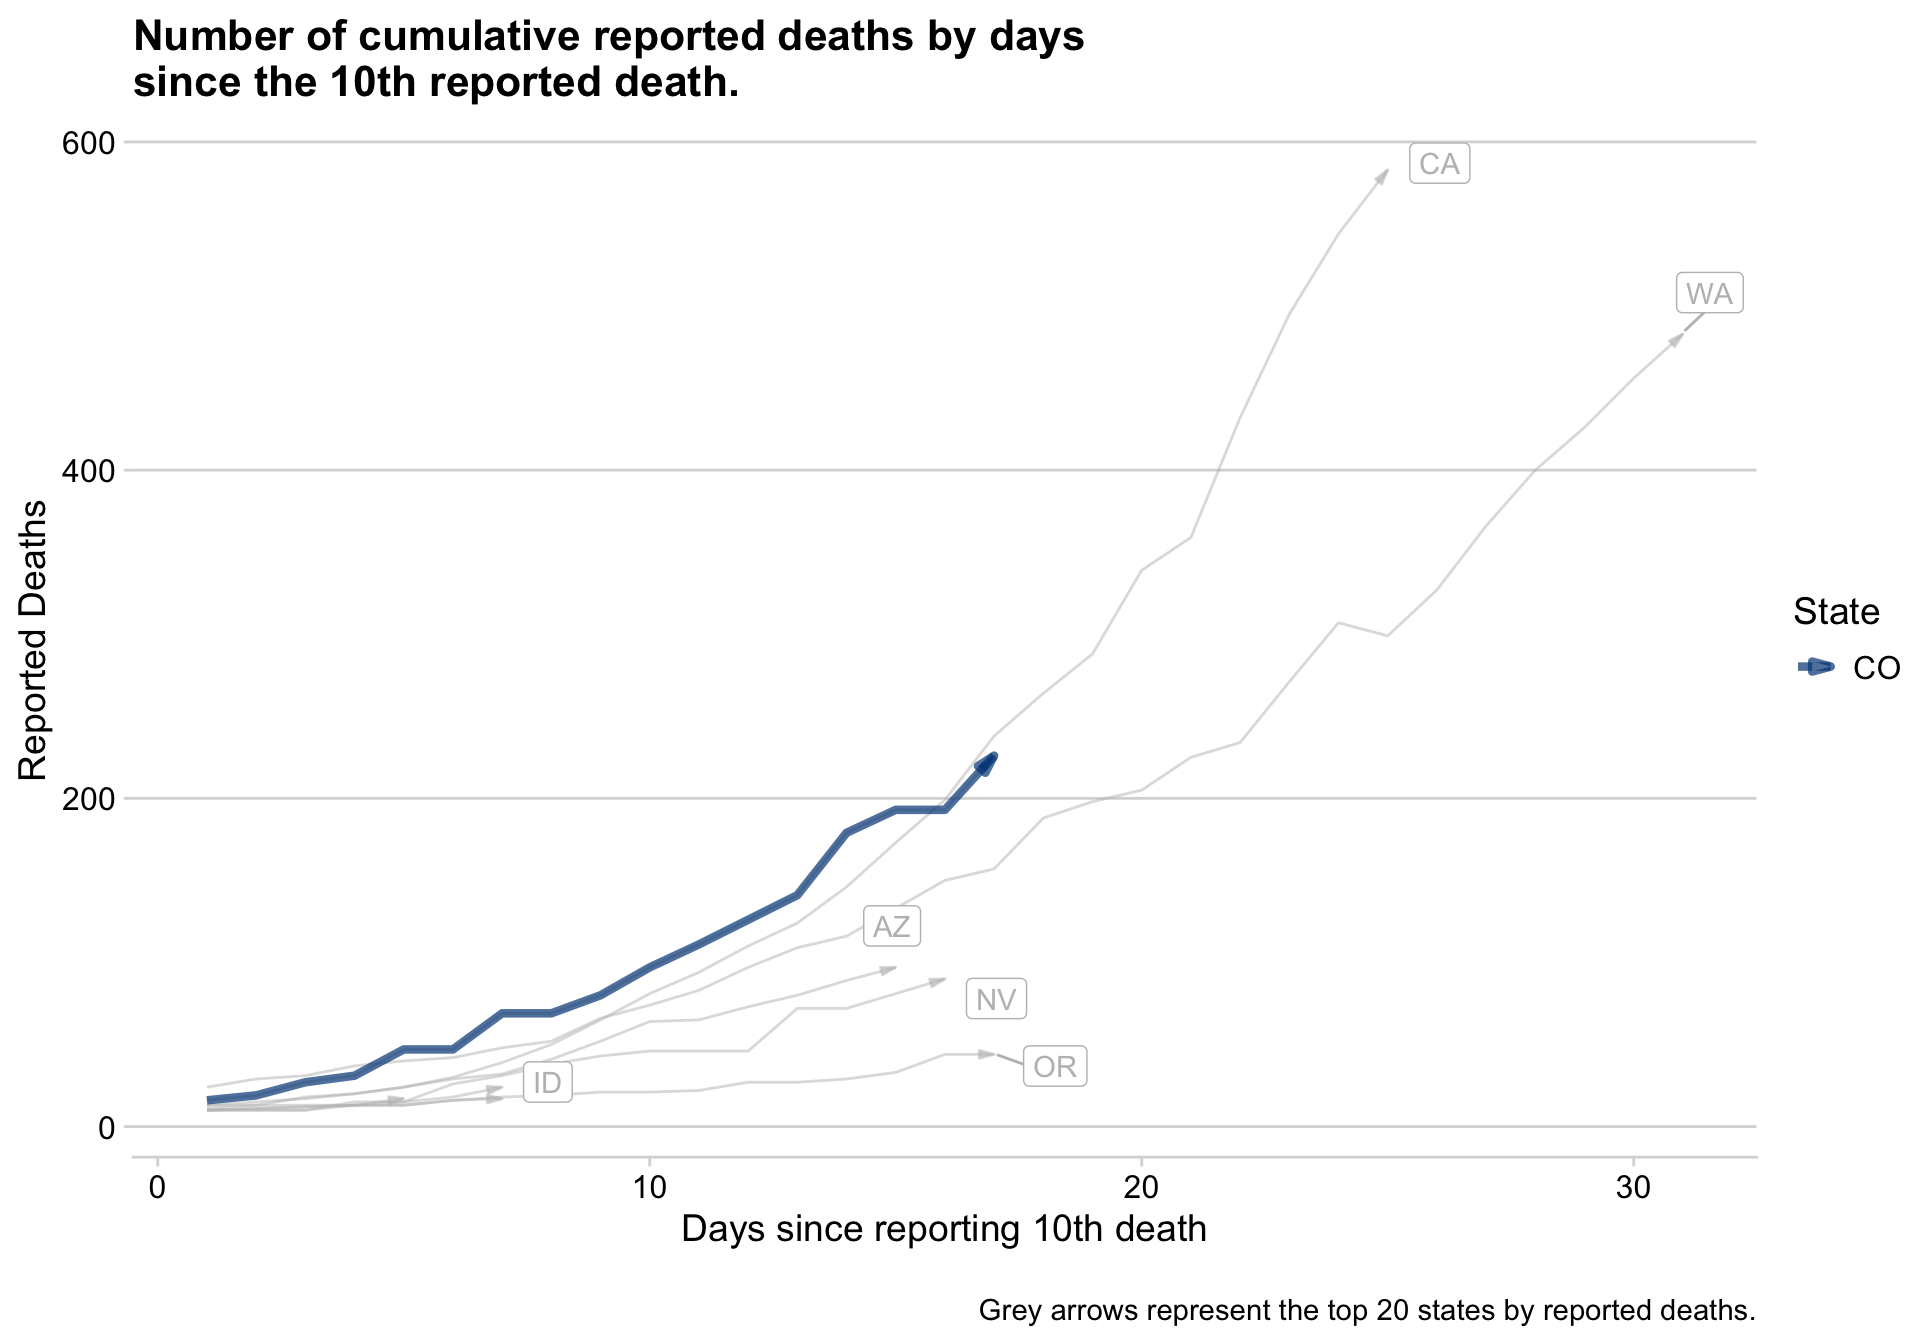 Number of cumulative reported deaths by days
since the 10th reported death.
600
CA
WA
400
Reported Deaths
State
CO
200
AZ
NV
OR
ID
0
0 10 20 30
Days since reporting 10th death
Grey arrows represent the top 20 states by reported deaths.